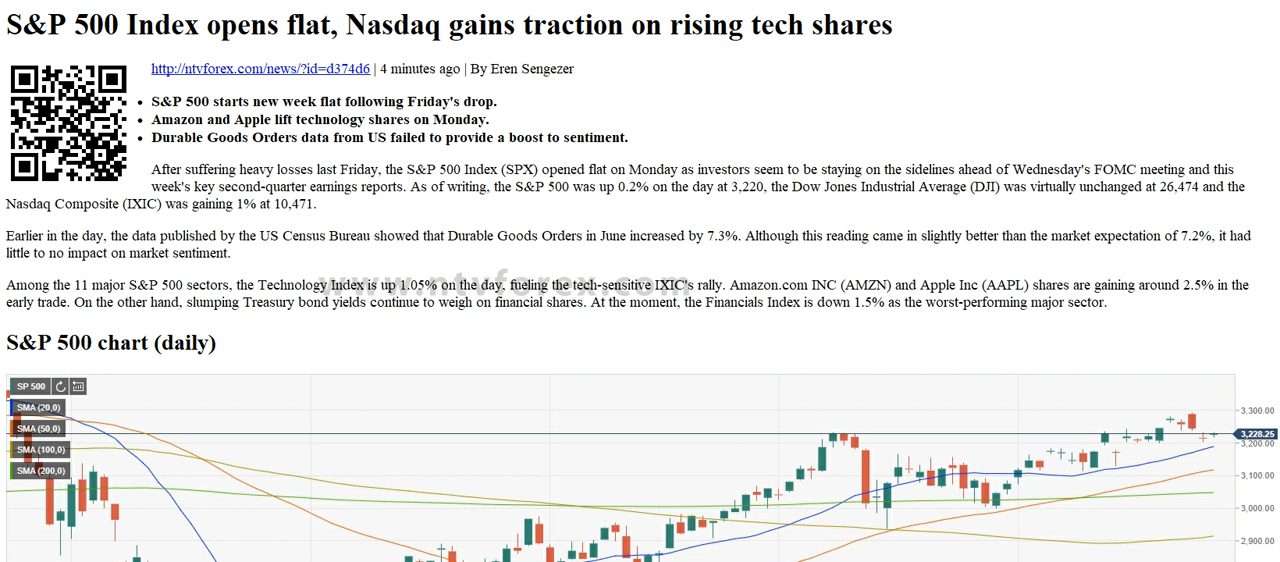 S&P 500 Index opens flat, Nasdaq gains traction on rising tech shares
http://ntvforex.com/news/?id=d374d6 | 4 minutes ago | By Eren Sengezer
• S&P 500 starts new week flat following Friday's drop.
• Amazon and Apple lift technology shares on Monday.
• Durable Goods Orders data from US failed to provide a boost to sentiment.
After suffering heavy losses last Friday, the S&P 500 Index (SPX) opened flat on Monday as investors seem to be staying on the sidelines ahead of Wednesday's FOMC meeting and this
week's key second-quarter earnings reports. As of writing, the S&P 500 was up 0.2% on the day at 3,220, the Dow Jones Industrial Average (DJI) was virtually unchanged at 26,474 and the
Nasdaq Composite (IXIC) was gaining 1% at 10,471.
Earlier in the day, the data published by the US Census Bureau showed that Durable Goods Orders in June increased by 7.3%. Although this reading came in slightly better than the market expectation of 7.2%, it had
little to no impact on market sentiment.
www.ntvforex.com
Among the 11 major S&P 500 sectors, the Technology Index is up 1.05% on the day, fueling the tech-sensitive IXIC's rally. Amazon.com INC (AMZN) and Apple Inc (AAPL) shares are gaining around 2.5% in the
early trade. On the other hand, slumping Treasury bond yields continue to weigh on financial shares. At the moment, the Financials Index is down 1.5% as the worst-performing major sector.
S&P 500 chart (daily)
SP 500
SMA (20,0)
SMA (50,0)
SMA (100,0)
SMA (200,0)
3,300.00
3,228.25
3,200.00
3,100.00
3,000.00
2,900.00